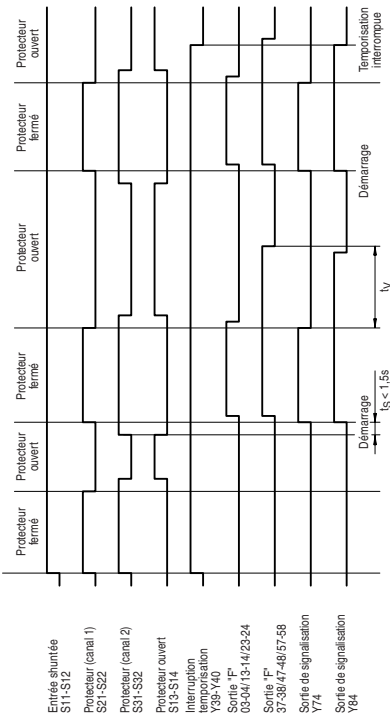 Protecteur
fermé
Protecteur
ouvert
Protecteur
fermé
Protecteur
ouvert
Protecteur
fermé
Protecteur
ouvert
Entrée shuntée
S11-S12
Protecteur (canal 1)
S21-S22
Protecteur (canal 2)
S31-S32
Protecteur ouvert
S13-S14
Interruption
temporisation
Y39-Y40
Sortie "F"
03-04/13-14/23-24
Sortie "F"
37-38/47-48/57-58
Sortie de signalisation
Y74
Sortie de signalisation
Y84
Démarrage
tS < 1,5s
tV
Démarrage
Temporisation
interrompue